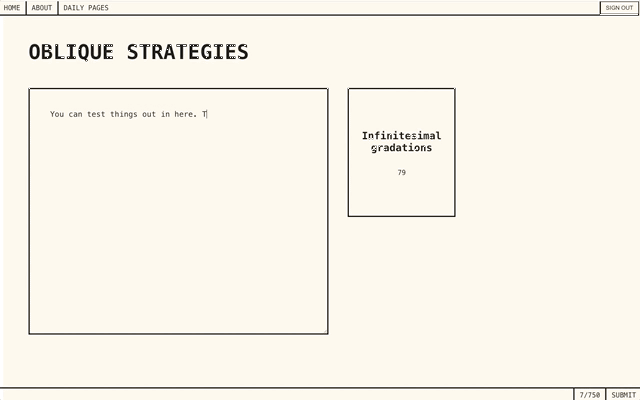 HOME ABOUT DAILY PAGES SIGN OUT
OBLIQUE STRATEGIES
You can test things out in here. T
Infinitesimal
gradations
79
7/750 SUBMIT